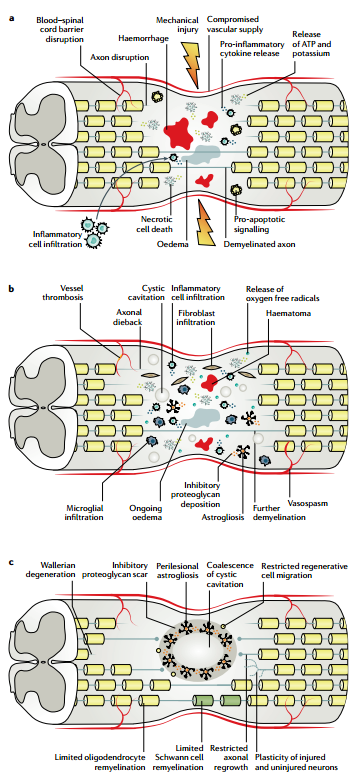 a
Blood–spinal
cord barrier
disruption
Haemorrhage
Axon disruption
Mechanical
injury
Compromised
vascular supply
Pro-inflammatory
cytokine release
Release
of ATP and
potassium
Inflammatory
cell infiltration
Necrotic
cell death
Oedema
Pro-apoptotic
signalling
Demyelinated axon
b
Vessel
thrombosis
Axonal
dieback
Cystic
cavitation
Inflammatory
cell infiltration
Fibroblast
infiltration
Release of
oxygen free radicals
Haematoma
Microglial
infiltration
Ongoing
oedema
Inhibitory
proteoglycan
deposition
Astrogliosis
Further
demyelination
Vasospasm
c
Wallerian
degeneration
Inhibitory
proteoglycan scar
Perilesional
astrogliosis
Coalescence
of cystic
cavitation
Restricted regenerative
cell migration
Limited oligodendrocyte
remyelination
Limited
Schwann cell
remyelination
Restricted
axonal
regrowth
Plasticity of injured
and uninjured neurons